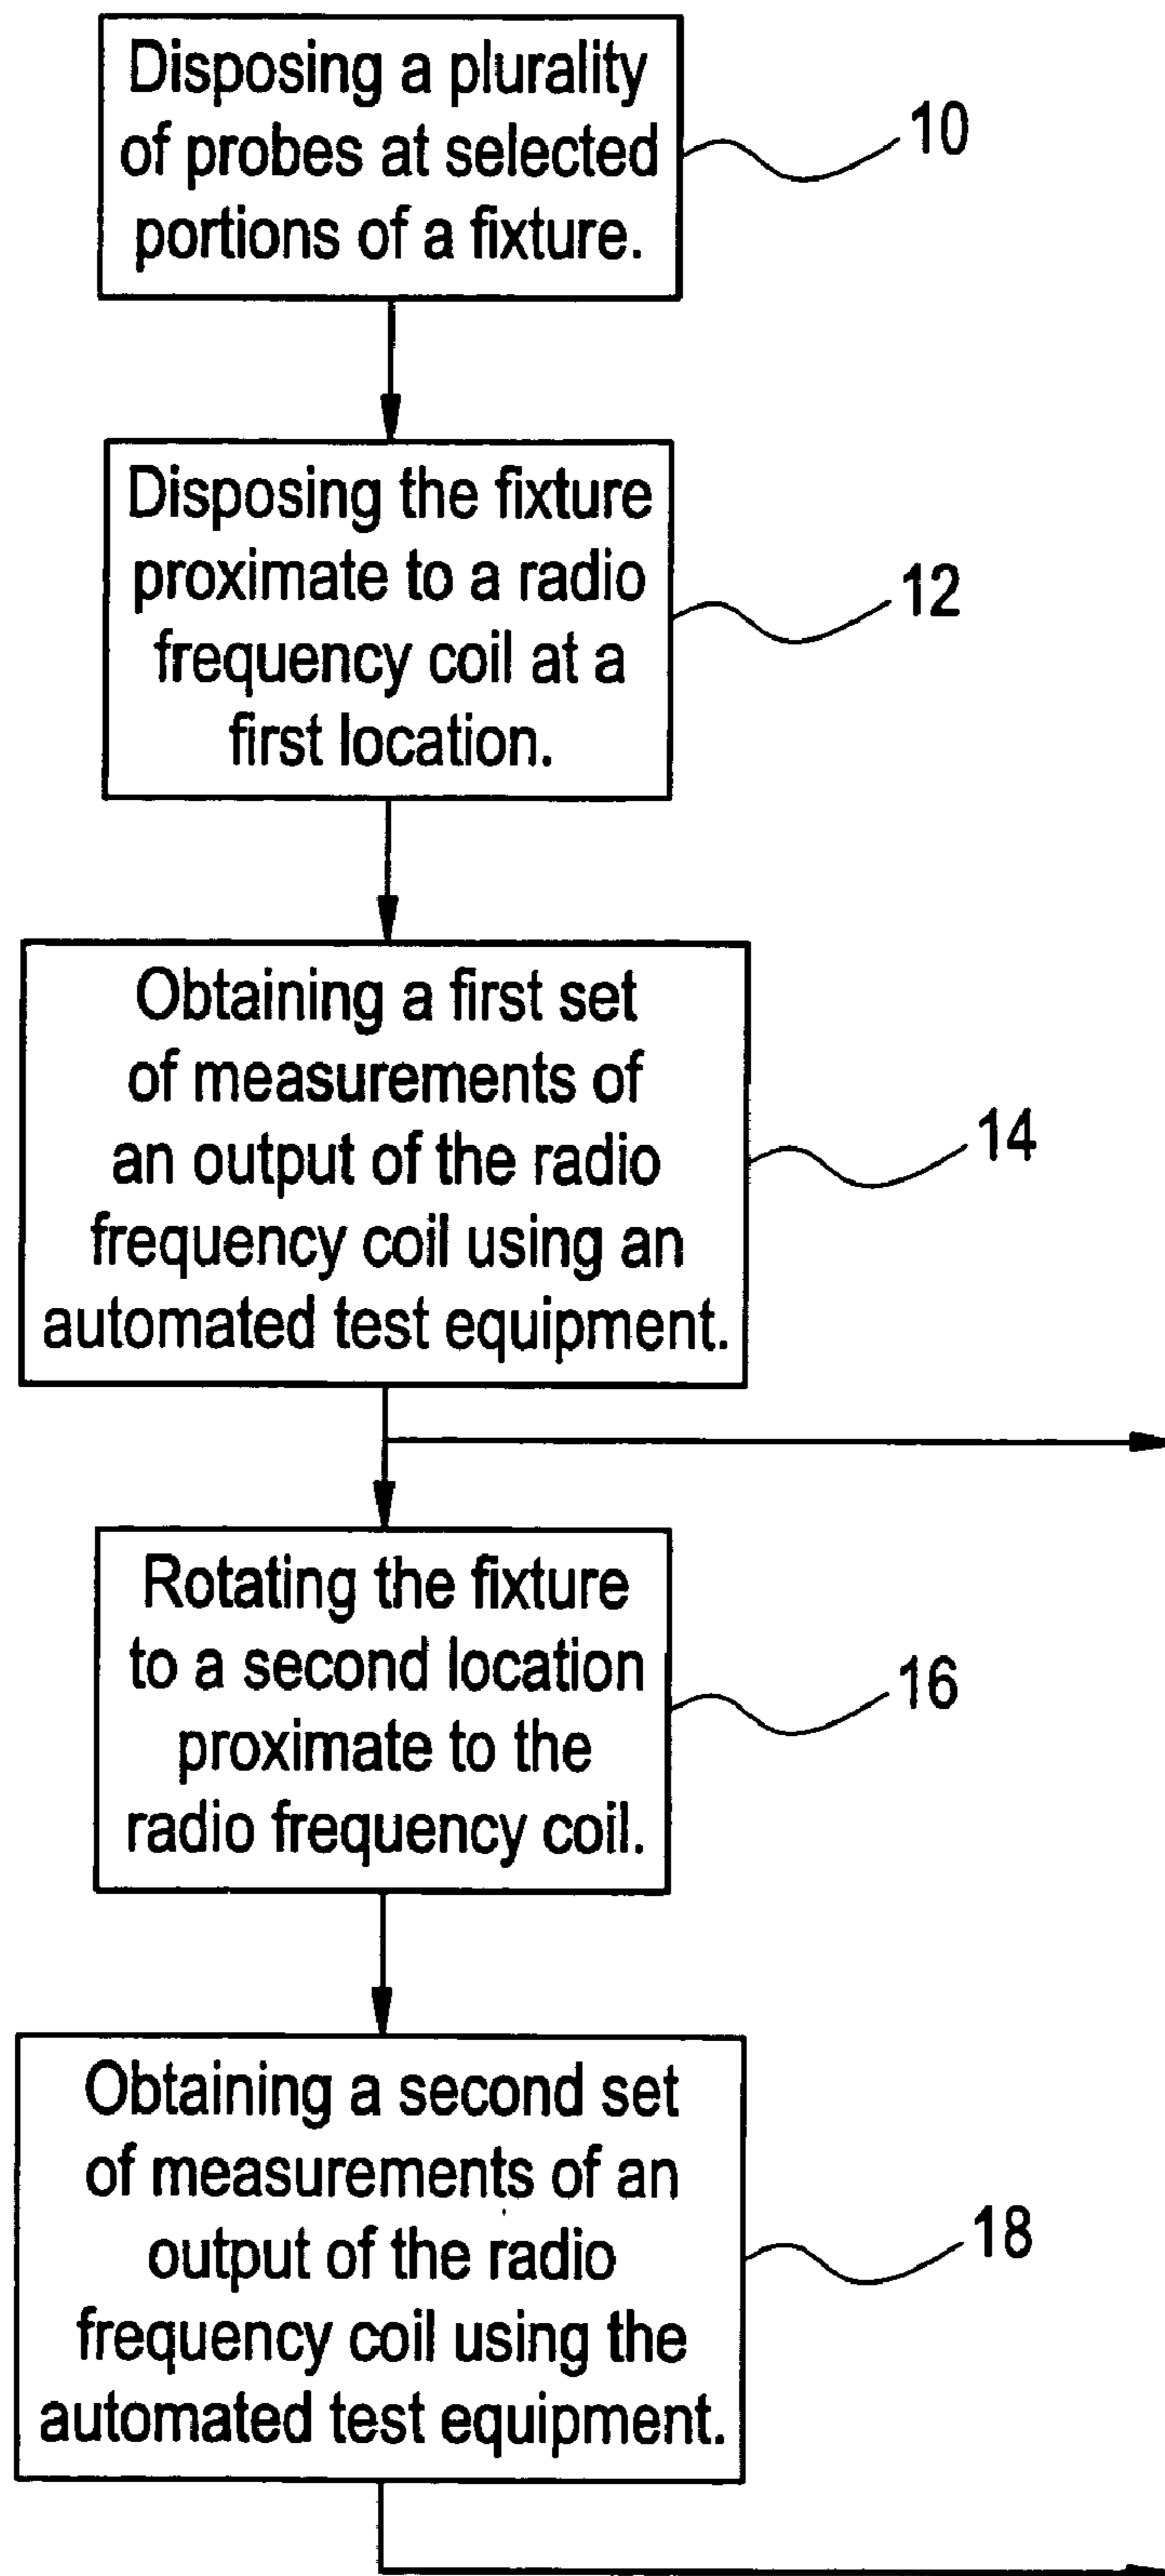 Disposing a plurality
of probes at selected
portions of a fixture.
10
Disposing the fixture
proximate to a radio
frequency coil at a
first location.
12
Obtaining a first set
of measurements of
an output of the radio
frequency coil using an
automated test equipment.
14
Rotating the fixture
to a second location
proximate to the
radio frequency coil.
16
Obtaining a second set
of measurements of an
output of the radio
frequency coil using the
automated test equipment.
18